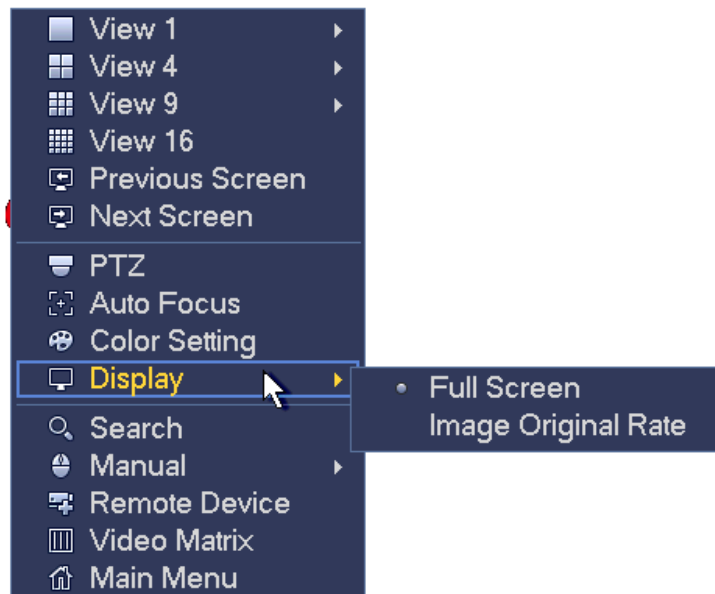 View 1
View 4
View 9
View 16
Previous Screen
Next Screen
PTZ
Auto Focus
Color Setting
Display
Full Screen
Image Original Rate
Search
Manual
Remote Device
Video Matrix
Main Menu